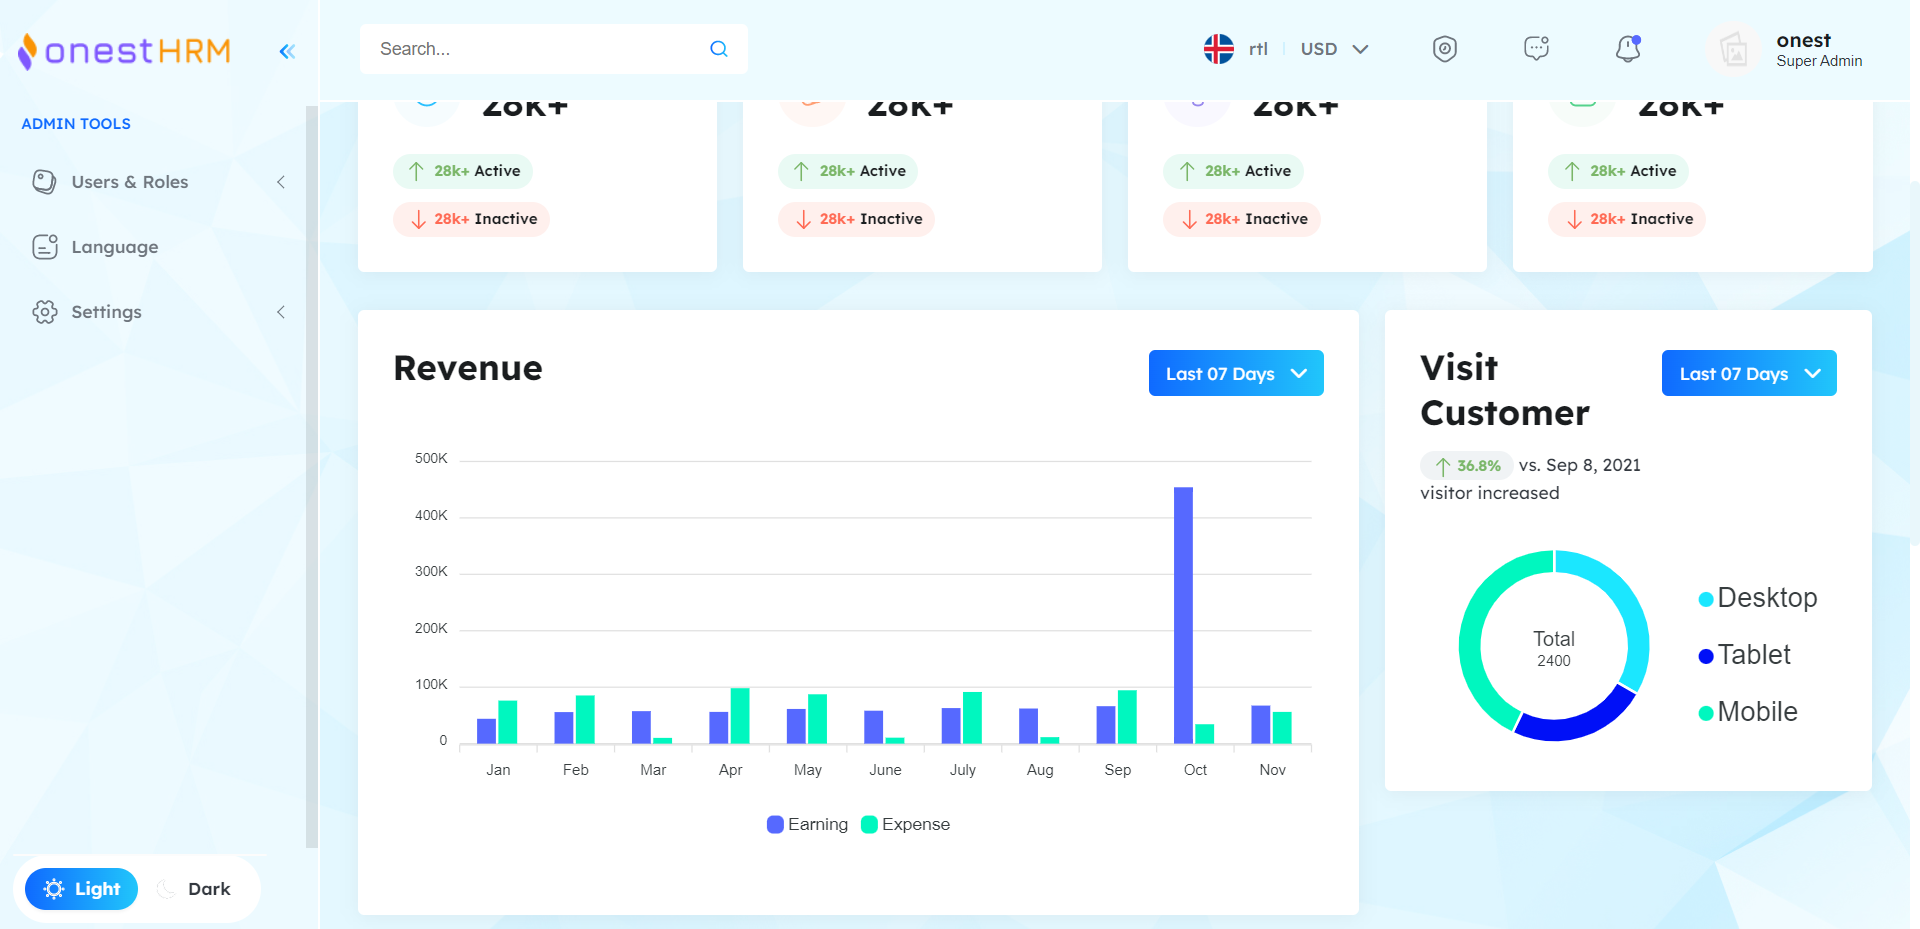 onestHRM
Search...
rtl
USD
onest
Super Admin
ADMIN TOOLS
Users & Roles
Language
Settings
Light
Dark
28K+
28K+
28K+
28K+
28k+ Active
28k+ Active
28k+ Active
28k+ Active
28k+ Inactive
28k+ Inactive
28k+ Inactive
28k+ Inactive
Revenue
Last 07 Days
500K
400K
300K
200K
100K
0
Jan
Feb
Mar
Apr
May
June
July
Aug
Sep
Oct
Nov
Earning
Expense
Visit
Customer
Last 07 Days
36.8% vs. Sep 8, 2021
visitor increased
Total
2400
Desktop
Tablet
Mobile